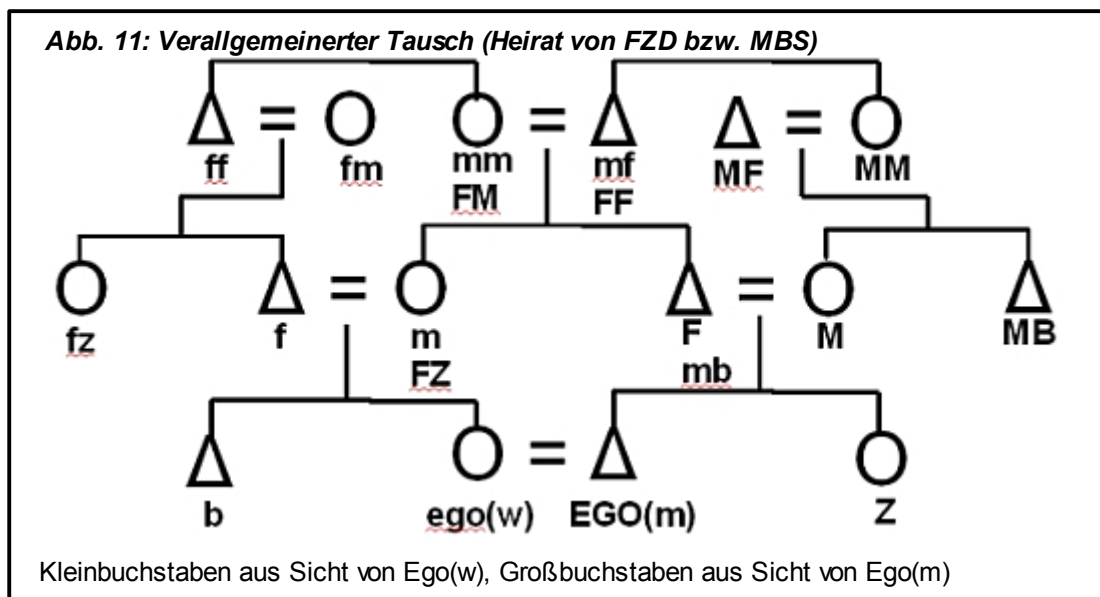 Abb. 11: Verallgemeinerter Tausch (Heirat von FZD bzw. MBS)
= = =
ff fm mm mf MF MM
FM FF
= =
fz f m F M MB
FZ mb
=
b ego(w) EGO(m) Z
Kleinbuchstaben aus Sicht von Ego(w), Großbuchstaben aus Sicht von Ego(m)